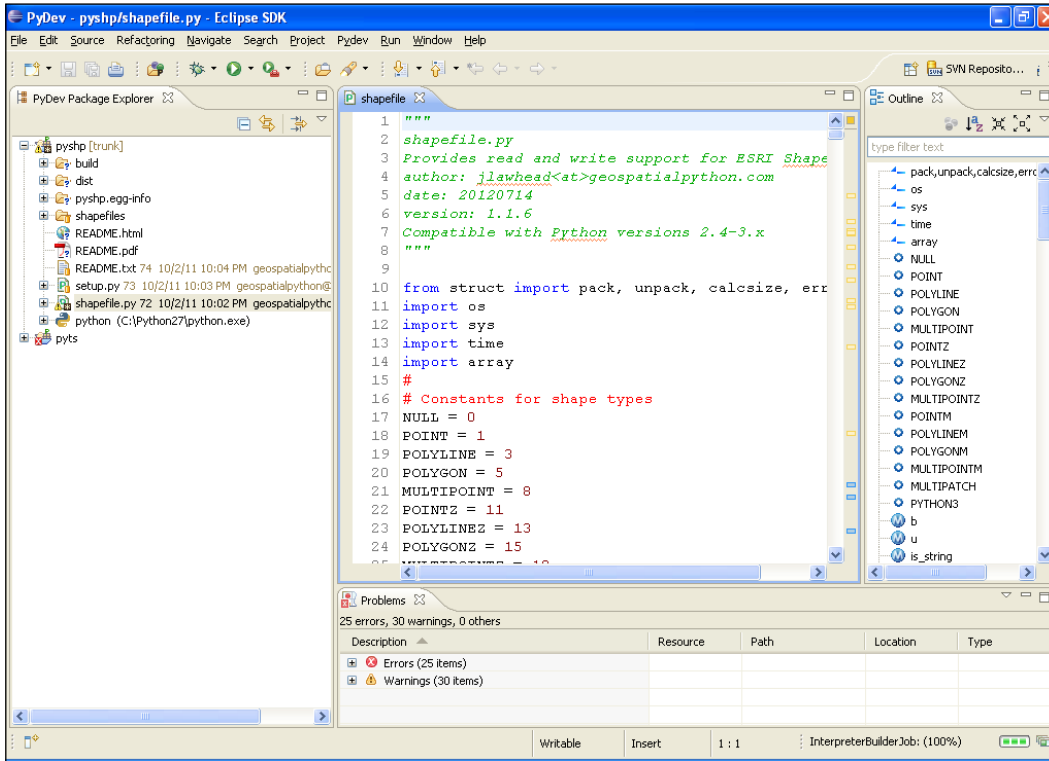 PyDev - pyshp/shapefile.py - Eclipse SDK
File Edit Source Refactoring Navigate Search Project Pydev Run Window Help
SVN Reposito...
PyDev Package Explorer
pyshp [trunk]
build
dist
pyshp.egg-info
shapefiles
README.html
README.pdf
README.txt 74 10/2/11 10:04 PM geospatialpytho
setup.py 73 10/2/11 10:03 PM geospatialpython@
shapefile.py 72 10/2/11 10:02 PM geospatialpytho
python (C:\Python27\python.exe)
pyts
shapefile
1 """
2 shapefile.py
3 Provides read and write support for ESRI Shape
4 author: jlawhead<at>geospatialpython.com
5 date: 20120714
6 version: 1.1.6
7 Compatible with Python versions 2.4-3.x
8 """
9
10 from struct import pack, unpack, calcsize, err
11 import os
12 import sys
13 import time
14 import array
15 #
16 # Constants for shape types
17 NULL = 0
18 POINT = 1
19 POLYLINE = 3
20 POLYGON = 5
21 MULTIPOINT = 8
22 POINTZ = 11
23 POLYLINEZ = 13
24 POLYGONZ = 15
25 MULTIPOINTZ = 18
Outline
type filter text
pack,unpack,calcsize,errc
os
sys
time
array
NULL
POINT
POLYLINE
POLYGON
MULTIPOINT
POINTZ
POLYLINEZ
POLYGONZ
MULTIPOINTZ
POINTM
POLYLINEM
POLYGONM
MULTIPOINTM
MULTIPATCH
PYTHON3
b
u
is_string
Problems
25 errors, 30 warnings, 0 others
Description Resource Path Location Type
Errors (25 items)
Warnings (30 items)
Writable Insert 1 : 1 InterpreterBuilderJob: (100%)